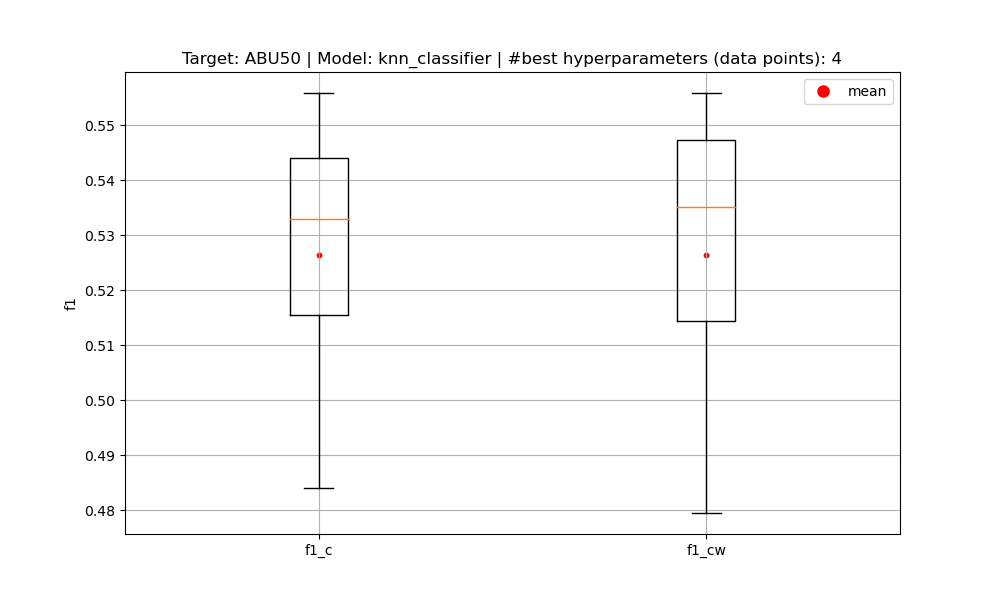 Target: ABU50 | Model: knn_classifier | #best hyperparameters (data points): 4
mean
0.55
0.54
0.53
0.52
0.51
0.50
0.49
0.48
f1
f1_c
f1_cw